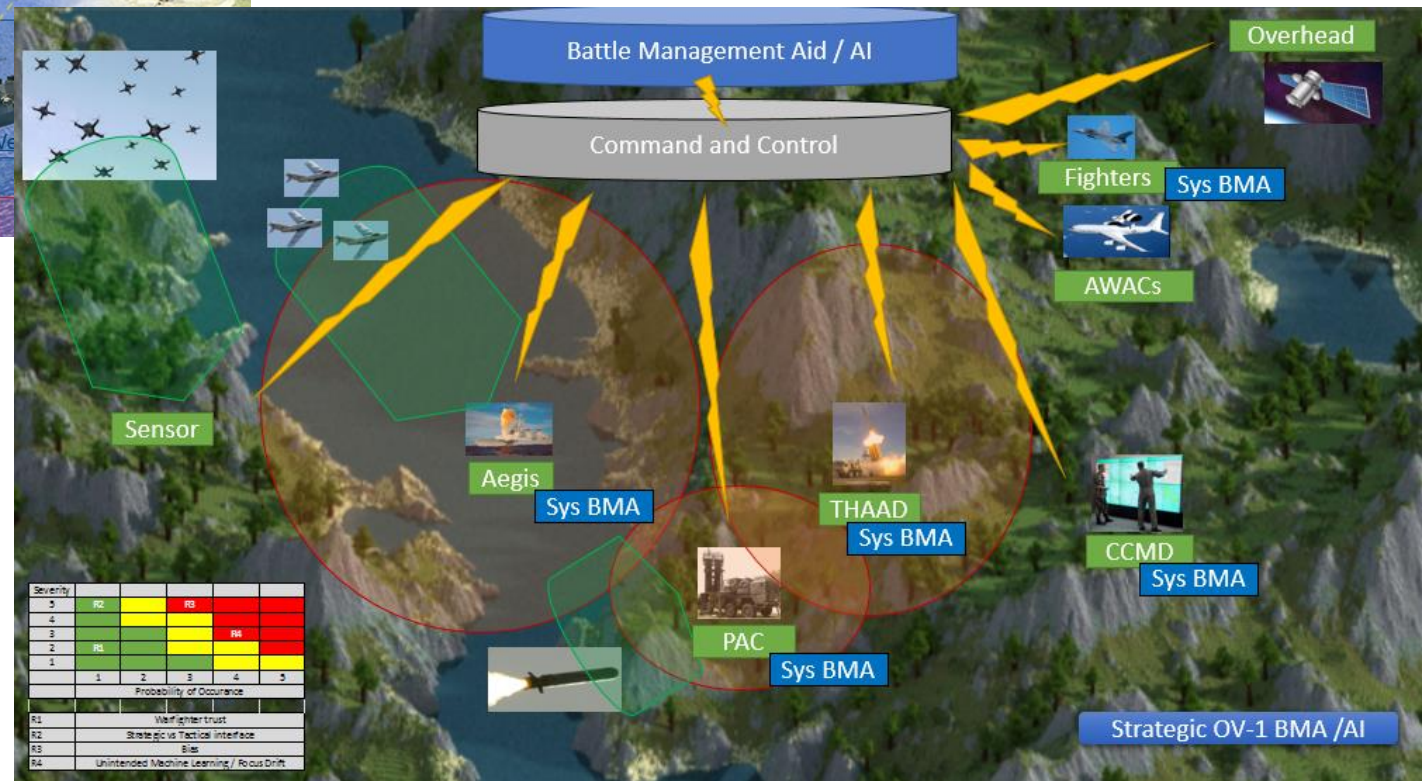 Battle Management Aid / AI
Overhead
Command and Control
Fighters
Sys BMA
AWACs
Sensor
Aegis
Sys BMA
THAAD
Sys BMA
CCMD
Sys BMA
PAC
Sys BMA
Strategic OV-1 BMA /AI
Severity
5 R2 R3
4
3 R4
2 R1
1
1 2 3 4 5
Probability of Occurance
R1 Warfighter trust
R2 Strategic vs Tactical interface
R3 Bias
R4 Unintended Machine Learning / Focus Drift